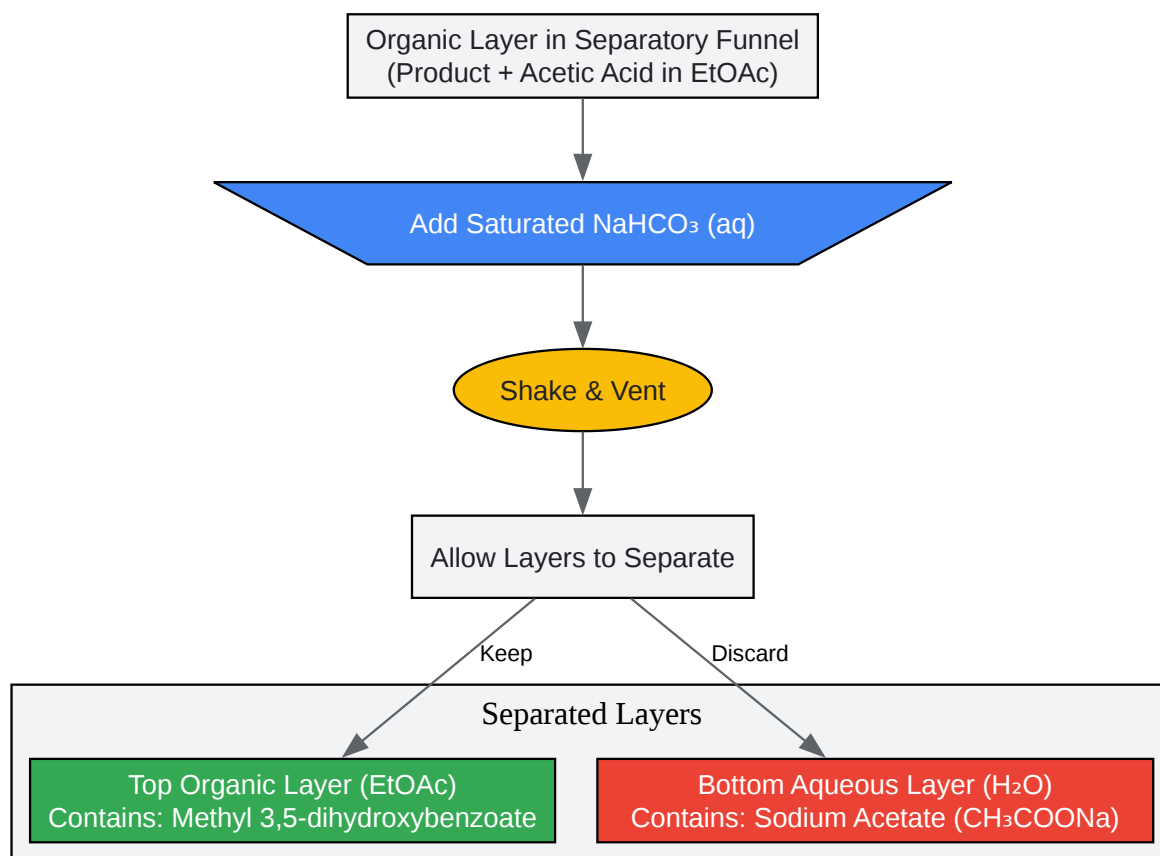 Organic Layer in Separatory Funnel
(Product + Acetic Acid in EtOAc)
Add Saturated NaHCO₃ (aq)
Shake & Vent
Allow Layers to Separate
Keep
Discard
Separated Layers
Top Organic Layer (EtOAc)
Contains: Methyl 3,5-dihydroxybenzoate
Bottom Aqueous Layer (H₂O)
Contains: Sodium Acetate (CH₃COONa)